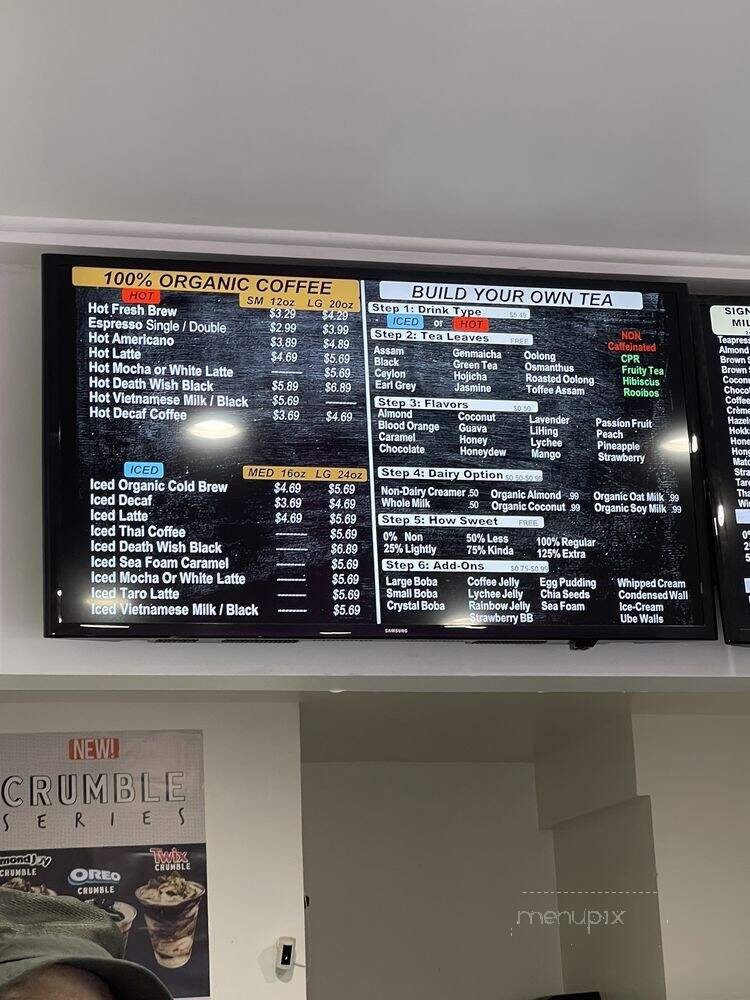 100% ORGANIC COFFEE
HOT SM 12oz LG 20oz
Hot Fresh Brew $3.29 $4.29
Espresso Single / Double $2.99 $3.99
Hot Americano $3.89 $4.89
Hot Latte $4.69 $5.69
Hot Mocha or White Latte ------- $5.69
Hot Death Wish Black $5.89 $6.89
Hot Vietnamese Milk / Black $5.69 -------
Hot Decaf Coffee $3.69 $4.69
ICED MED 16oz LG 24oz
Iced Organic Cold Brew $4.69 $5.69
Iced Decaf $3.69 $4.69
Iced Latte $4.69 $5.69
Iced Thai Coffee ------- $5.69
Iced Death Wish Black ------- $6.89
Iced Sea Foam Caramel ------- $5.69
Iced Mocha Or White Latte ------- $5.69
Iced Taro Latte ------- $5.69
Iced Vietnamese Milk / Black ------- $5.69
BUILD YOUR OWN TEA
Step 1: Drink Type $5.49
ICED or HOT
Step 2: Tea Leaves FREE
Assam Genmaicha Oolong
Black Green Tea Osmanthus
Ceylon Hojicha Roasted Oolong
Earl Grey Jasmine Toffee Assam
NON
Caffeinated
CPR
Fruity Tea
Hibiscus
Rooibos
Step 3: Flavors $0.50
Almond Coconut Lavender Passion Fruit
Blood Orange Guava LiHing Peach
Caramel Honey Lychee Pineapple
Chocolate Honeydew Mango Strawberry
Step 4: Dairy Option $0.50-$0.99
Non-Dairy Creamer .50 Organic Almond .99 Organic Oat Milk .99
Whole Milk .50 Organic Coconut .99 Organic Soy Milk .99
Step 5: How Sweet FREE
0% Non 50% Less 100% Regular
25% Lightly 75% Kinda 125% Extra
Step 6: Add-Ons $0.75-$0.99
Large Boba Coffee Jelly Egg Pudding Whipped Cream
Small Boba Lychee Jelly Chia Seeds Condensed Wall
Crystal Boba Rainbow Jelly Sea Foam Ice-Cream
Strawberry BB Ube Walls
SAMSUNG
NEW!
CRUMBLE
SERIES
CRUMBLE
OREO
CRUMBLE
Twix
CRUMBLE
menupix